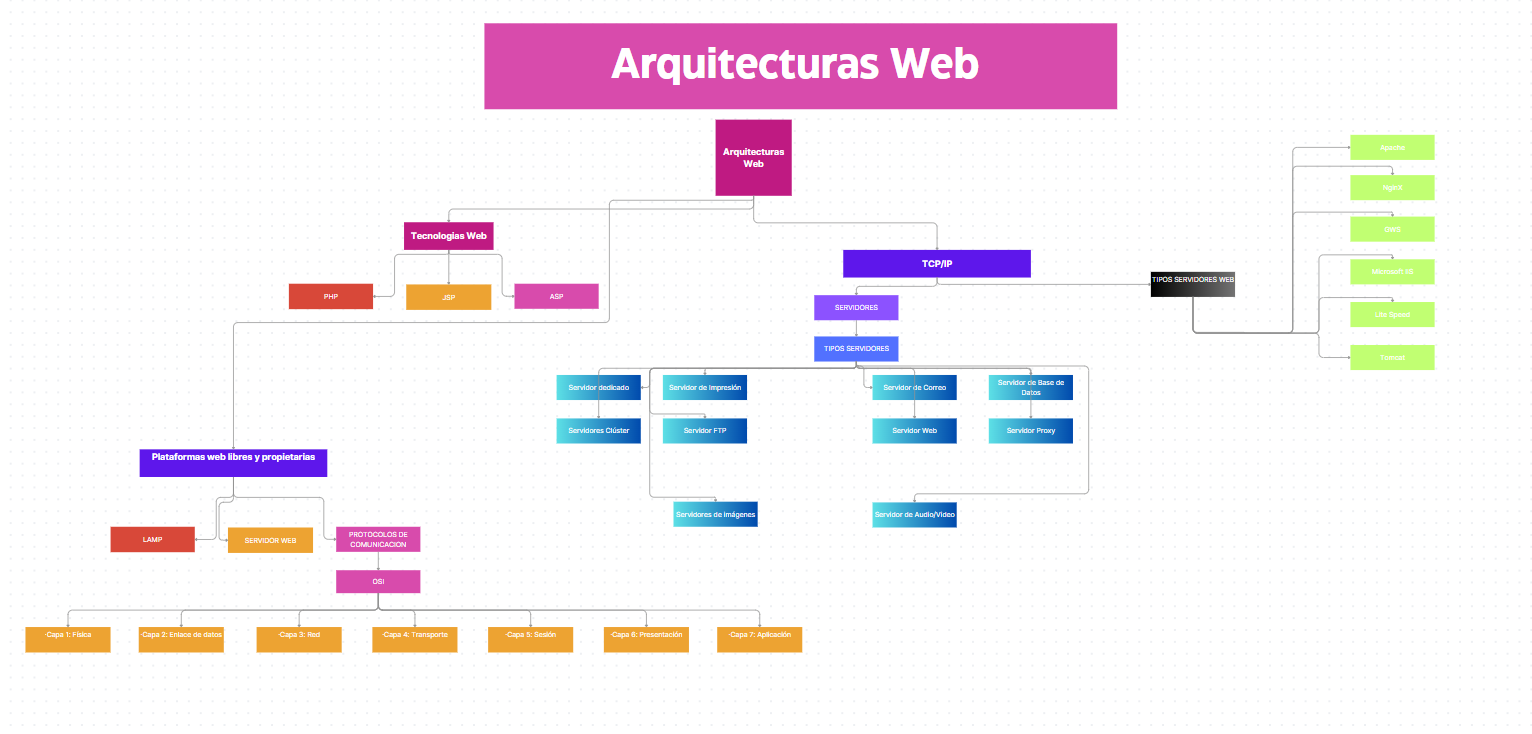 Arquitecturas Web
Arquitecturas
Web
Tecnologías Web
PHP
JSP
ASP
TCP/IP
SERVIDORES
TIPOS SERVIDORES
TIPOS SERVIDORES WEB
Apache
NginX
GWS
Microsoft IIS
Lite Speed
Tomcat
Servidor dedicado
Servidor de Impresión
Servidor de Correo
Servidor de Base de
Datos
Servidores Clúster
Servidor FTP
Servidor Web
Servidor Proxy
Servidores de imágenes
Servidor de Audio/Video
Plataformas web libres y propietarias
LAMP
SERVIDOR WEB
PROTOCOLOS DE
COMUNICACION
OSI
·Capa 1: Física
·Capa 2: Enlace de datos
·Capa 3: Red
·Capa 4: Transporte
·Capa 5: Sesión
·Capa 6: Presentación
·Capa 7: Aplicación